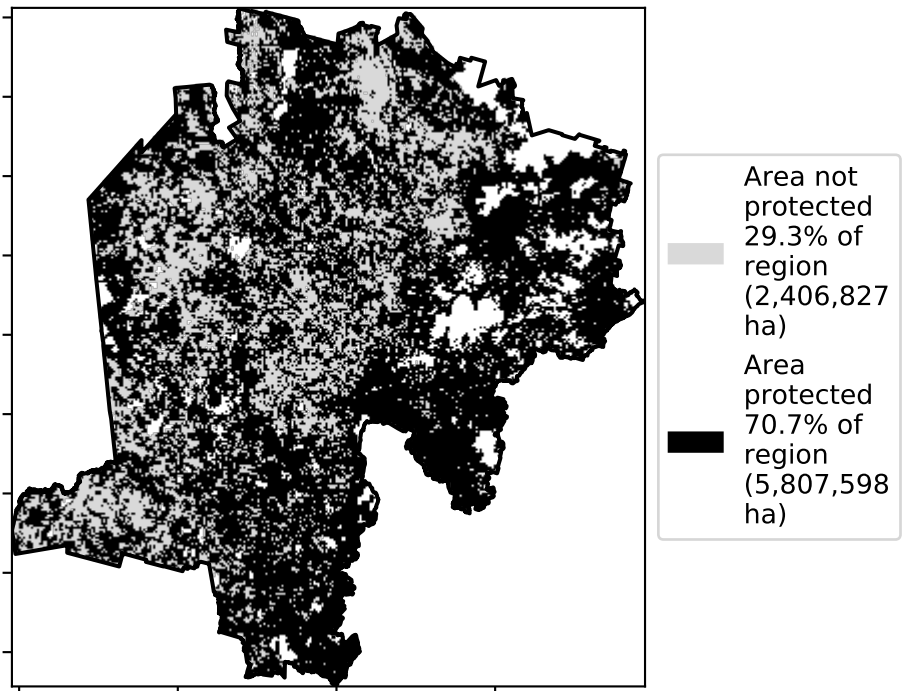 Area not
protected
29.3% of
region
(2,406,827
ha)
Area
protected
70.7% of
region
(5,807,598
ha)